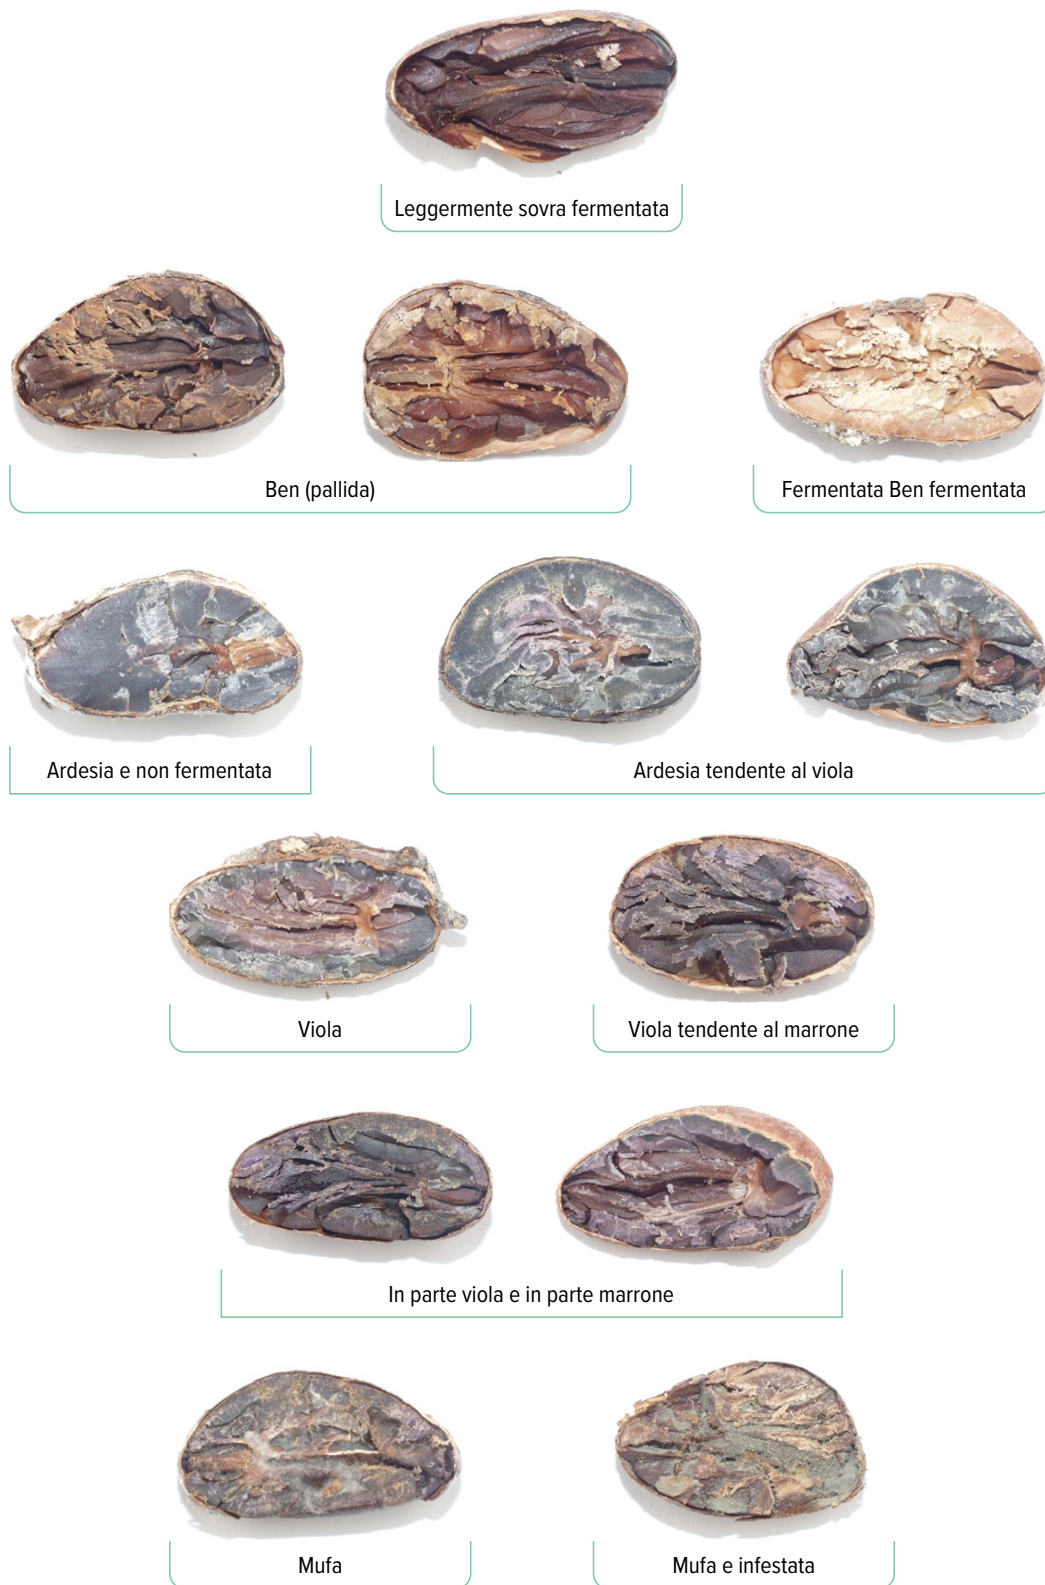 Leggermente sovra fermentata
Ben (pallida)
Fermentata Ben fermentata
Ardesia e non fermentata
Ardesia tendente al viola
Viola
Viola tendente al marrone
In parte viola e in parte marrone
Mufa
Mufa e infestata